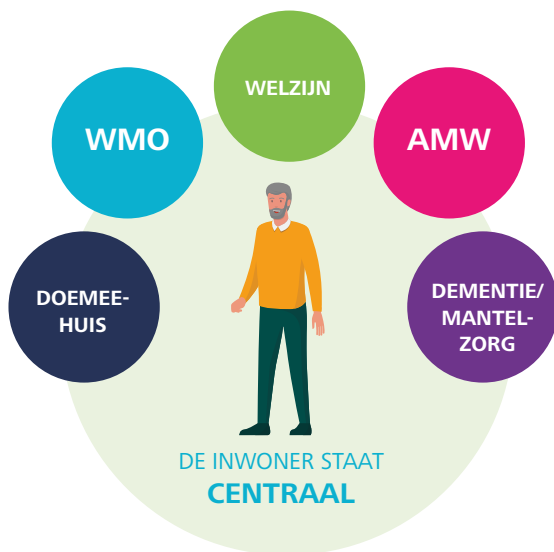 WELZIJN
WMO
AMW
DOEMEE-
HUIS
DEMENTIE/
MANTEL-
ZORG
DE INWONER STAAT
CENTRAAL